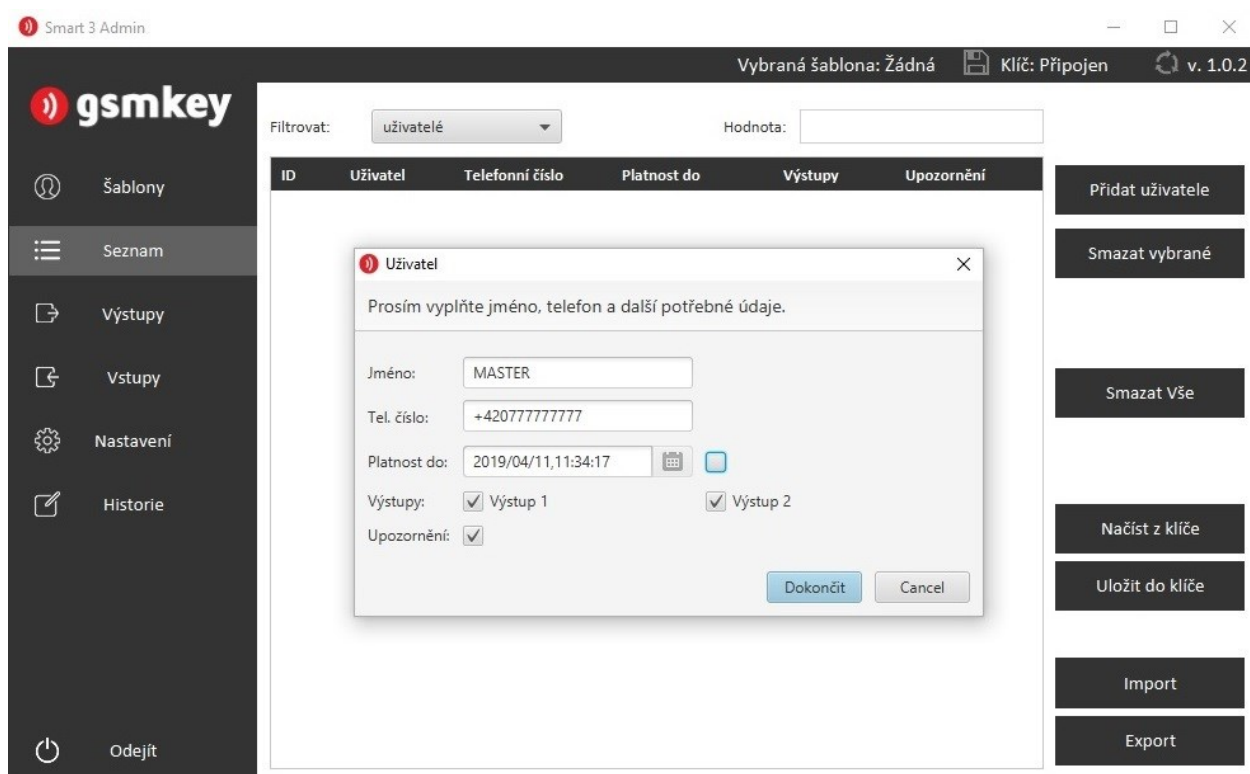 Smart 3 Admin
Vybraná šablona: Žádná Klíč: Připojen v. 1.0.2
gsmkey
Filtrovat: uživatelé Hodnota:
ID Uživatel Telefonní číslo Platnost do Výstupy Upozornění
Šablony
Seznam
Výstupy
Vstupy
Nastavení
Historie
Odejít
Uživatel
Prosím vyplňte jméno, telefon a další potřebné údaje.
Jméno: MASTER
Tel. číslo: +420777777777
Platnost do: 2019/04/11,11:34:17
Výstupy: Výstup 1 Výstup 2
Upozornění:
Dokončit Cancel
Přidat uživatele
Smazat vybrané
Smazat Vše
Načíst z klíče
Uložit do klíče
Import
Export